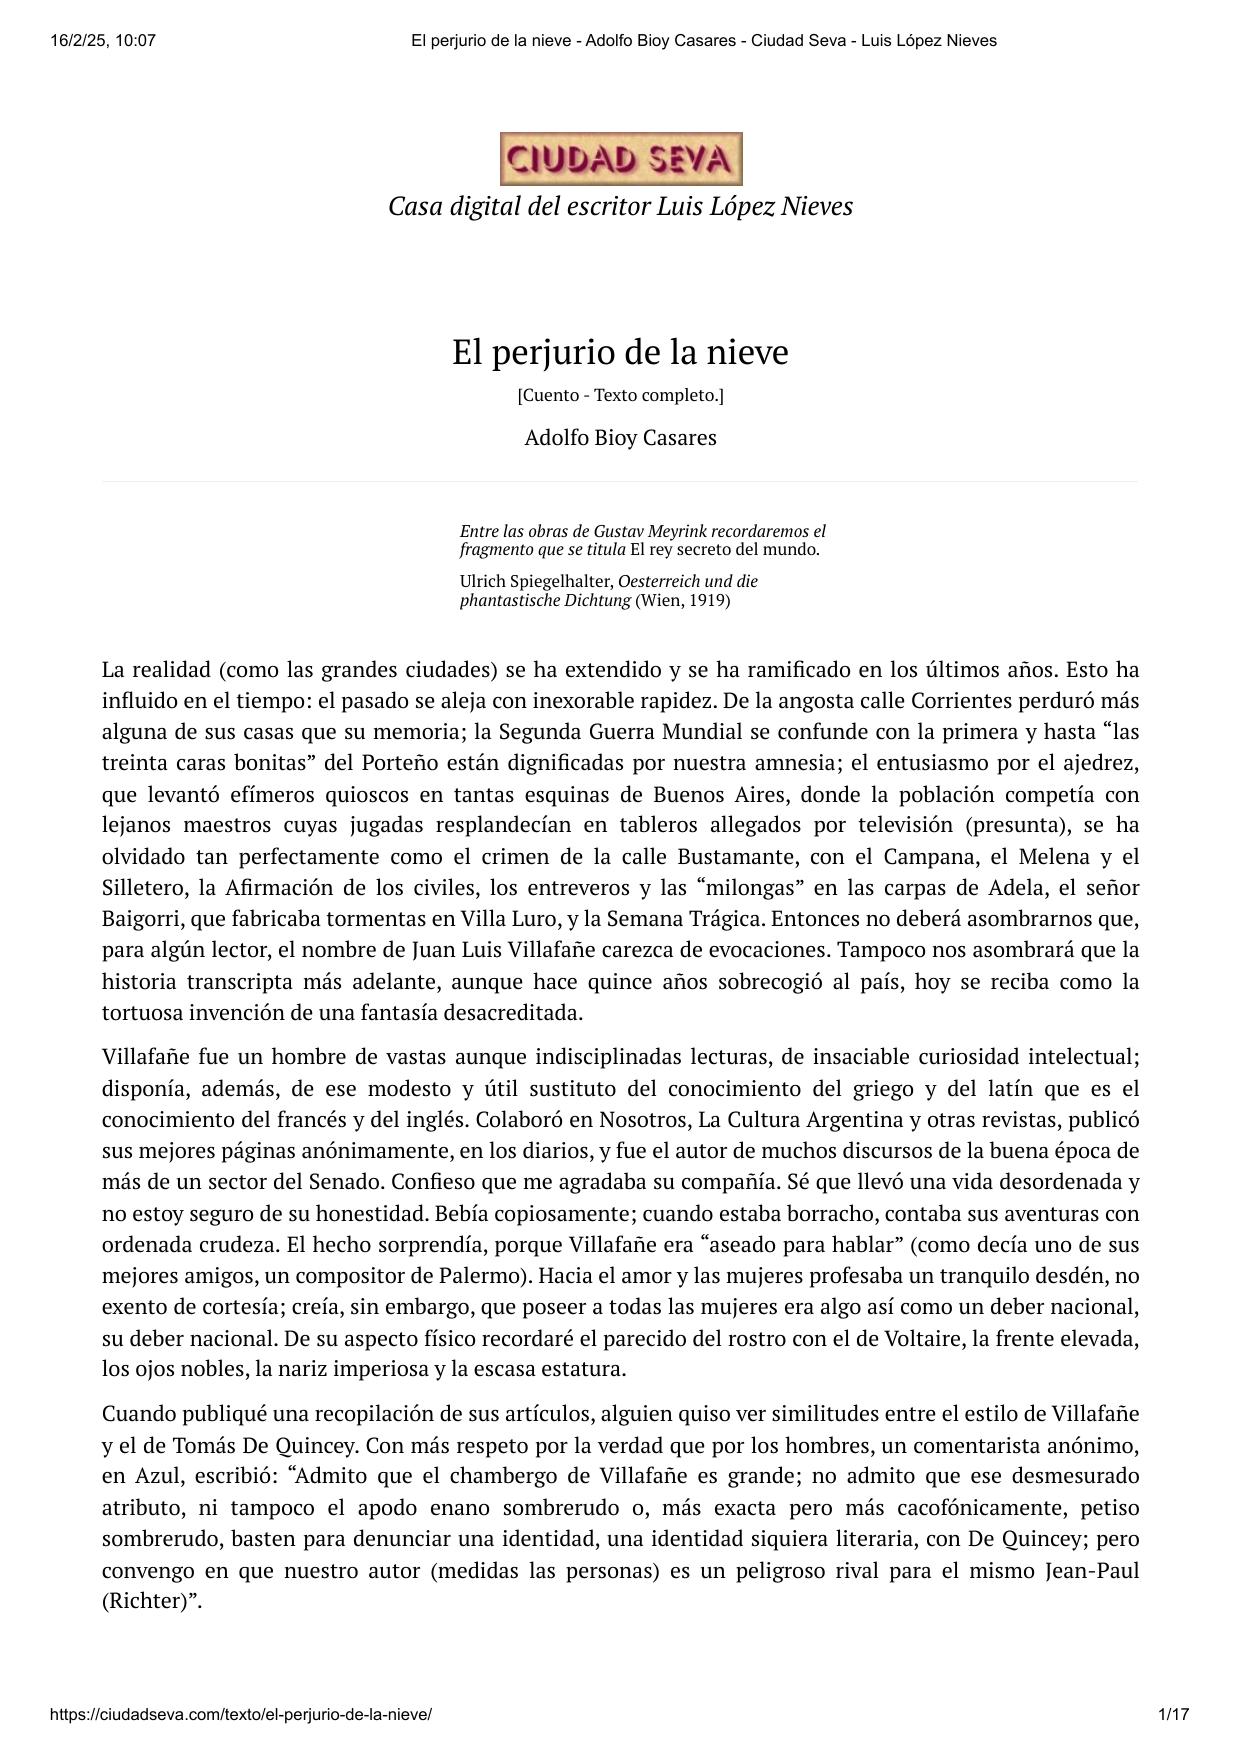 16/2/25, 10:07
El perjurio de la nieve - Adolfo Bioy Casares - Ciudad Seva - Luis López Nieves
CIUDAD SEVA
Casa digital del escritor Luis López Nieves
El perjurio de la nieve
[Cuento - Texto completo.]
Adolfo Bioy Casares
Entre las obras de Gustav Meyrink recordaremos el
fragmento que se titula El rey secreto del mundo.
Ulrich Spiegelhalter, Oesterreich und die
phantastische Dichtung (Wien, 1919)
La realidad (como las grandes ciudades) se ha extendido y se ha ramificado en los últimos años. Esto ha
influido en el tiempo: el pasado se aleja con inexorable rapidez. De la angosta calle Corrientes perduró más
alguna de sus casas que su memoria; la Segunda Guerra Mundial se confunde con la primera y hasta “las
treinta caras bonitas” del Porteño están dignificadas por nuestra amnesia; el entusiasmo por el ajedrez,
que levantó efímeros quioscos en tantas esquinas de Buenos Aires, donde la población competía con
lejanos maestros cuyas jugadas resplandecían en tableros allegados por televisión (presunta), se ha
olvidado tan perfectamente como el crimen de la calle Bustamante, con el Campana, el Melena y el
Silletero, la Afirmación de los civiles, los entreveros y las “milongas” en las carpas de Adela, el señor
Baigorri, que fabricaba tormentas en Villa Luro, y la Semana Trágica. Entonces no deberá asombrarnos que,
para algún lector, el nombre de Juan Luis Villafañe carezca de evocaciones. Tampoco nos asombrará que la
historia transcripta más adelante, aunque hace quince años sobrecogió al país, hoy se reciba como la
tortuosa invención de una fantasía desacreditada.
Villafañe fue un hombre de vastas aunque indisciplinadas lecturas, de insaciable curiosidad intelectual;
disponía, además, de ese modesto y útil sustituto del conocimiento del griego y del latín que es el
conocimiento del francés y del inglés. Colaboró en Nosotros, La Cultura Argentina y otras revistas, publicó
sus mejores páginas anónimamente, en los diarios, y fue el autor de muchos discursos de la buena época de
más de un sector del Senado. Confieso que me agradaba su compañía. Sé que llevó una vida desordenada y
no estoy seguro de su honestidad. Bebía copiosamente; cuando estaba borracho, contaba sus aventuras con
ordenada crudeza. El hecho sorprendía, porque Villafañe era “aseado para hablar” (como decía uno de sus
mejores amigos, un compositor de Palermo). Hacia el amor y las mujeres profesaba un tranquilo desdén, no
exento de cortesía; creía, sin embargo, que poseer a todas las mujeres era algo así como un deber nacional,
su deber nacional. De su aspecto físico recordaré el parecido del rostro con el de Voltaire, la frente elevada,
los ojos nobles, la nariz imperiosa y la escasa estatura.
Cuando publiqué una recopilación de sus artículos, alguien quiso ver similitudes entre el estilo de Villafañe
y el de Tomás De Quincey. Con más respeto por la verdad que por los hombres, un comentarista anónimo,
en Azul, escribió: “Admito que el chambergo de Villafañe es grande; no admito que ese desmesurado
atributo, ni tampoco el apodo enano sombrerudo o, más exacta pero más cacofónicamente, petiso
sombrerudo, basten para denunciar una identidad, una identidad siquiera literaria, con De Quincey; pero
convengo en que nuestro autor (medidas las personas) es un peligroso rival para el mismo Jean-Paul
(Richter)”.
https://ciudadseva.com/texto/el-perjurio-de-la-nieve/
1/17